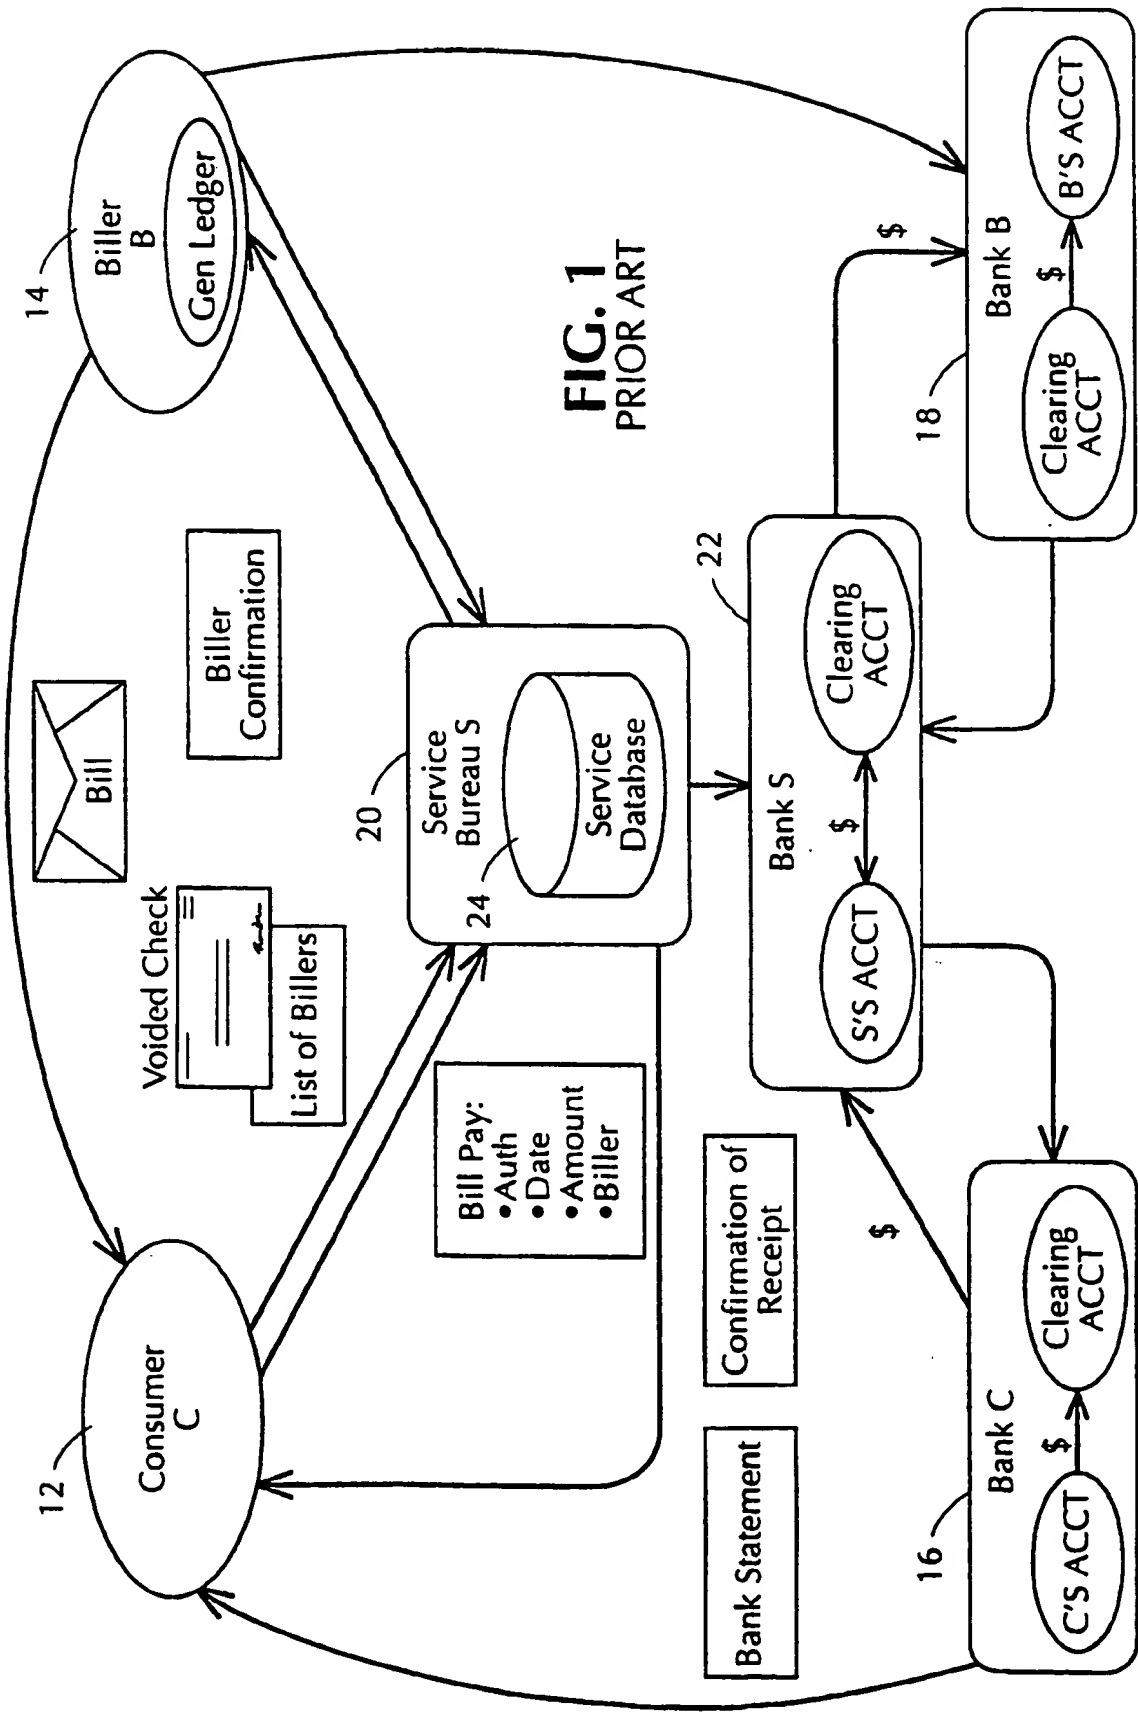 12
Consumer
C
Bill
14
Biller
B
Gen Ledger
Voided Check
List of Billers
Biller
Confirmation
Bill Pay:
•Auth
•Date
•Amount
•Biller
20
Service
Bureau S
24
Service
Database
FIG. 1
PRIOR ART
Bank Statement
Confirmation of
Receipt
22
Bank S
S'S ACCT
$
Clearing
ACCT
$
$
16
Bank C
C'S ACCT
$
Clearing
ACCT
18
Bank B
Clearing
ACCT
$
B'S ACCT